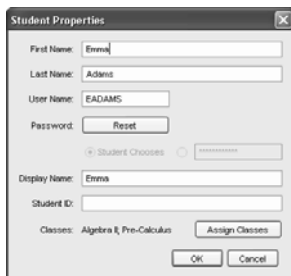 Student Properties
First Name: Emma
Last Name: Adams
User Name: EADAMS
Password: Reset
Student Chooses ************
Display Name: Emma
Student ID:
Classes: Algebra II; Pre-Calculus Assign Classes
OK Cancel